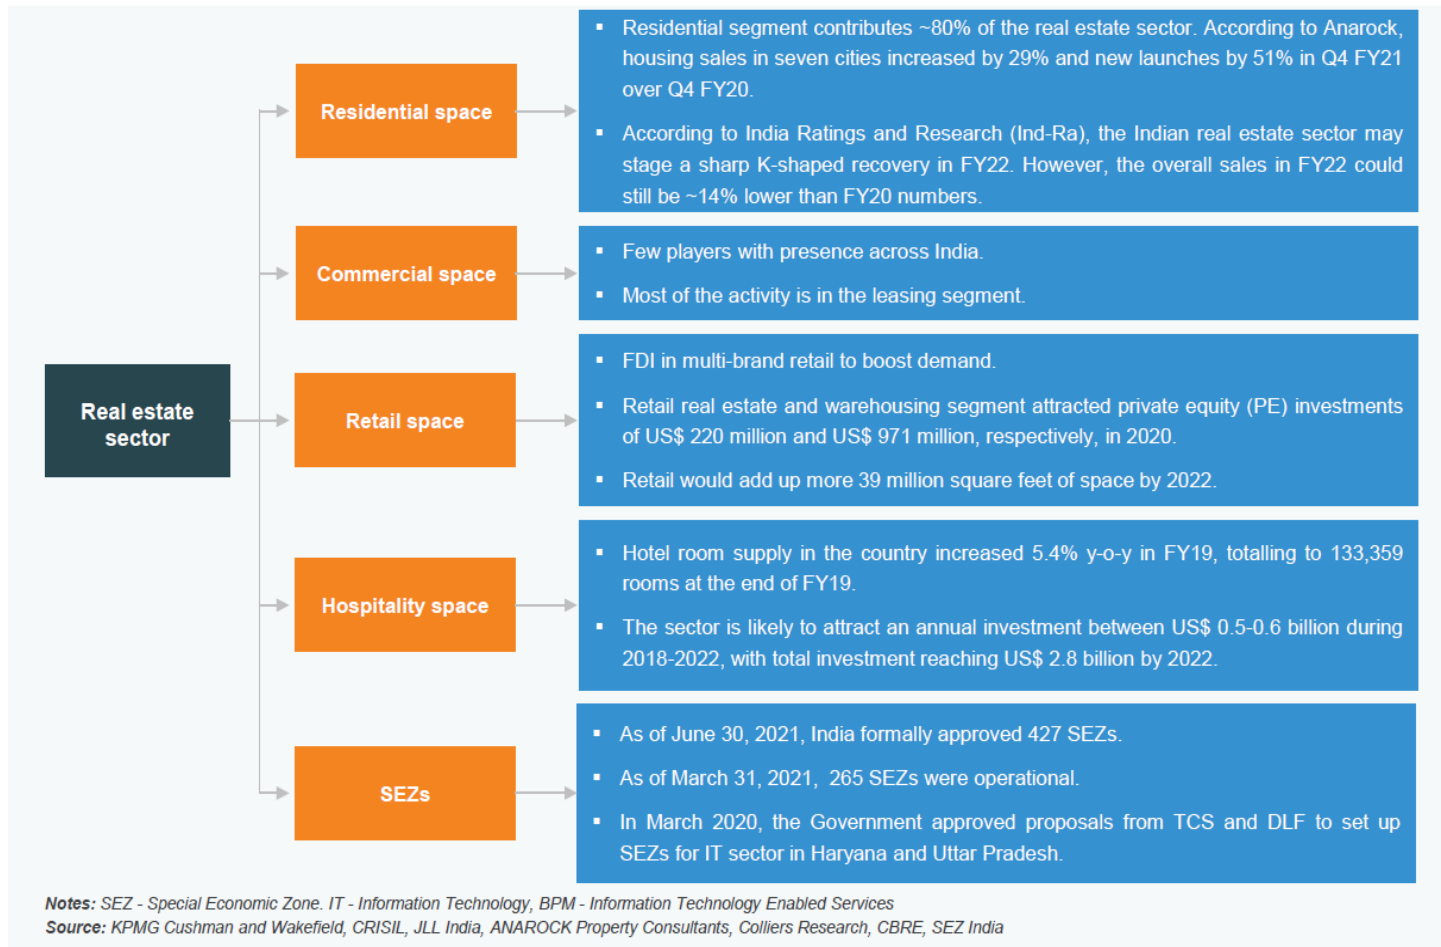 ▪ Residential segment contributes ~80% of the real estate sector. According to Anarock,
housing sales in seven cities increased by 29% and new launches by 51% in Q4 FY21
over Q4 FY20.
▪ According to India Ratings and Research (Ind-Ra), the Indian real estate sector may
stage a sharp K-shaped recovery in FY22. However, the overall sales in FY22 could
still be ~14% lower than FY20 numbers.
Residential space
▪ Few players with presence across India.
▪ Most of the activity is in the leasing segment.
Commercial space
▪ FDI in multi-brand retail to boost demand.
▪ Retail real estate and warehousing segment attracted private equity (PE) investments
of US$ 220 million and US$ 971 million, respectively, in 2020.
▪ Retail would add up more 39 million square feet of space by 2022.
Retail space
Real estate
sector
▪ Hotel room supply in the country increased 5.4% y-o-y in FY19, totalling to 133,359
rooms at the end of FY19.
▪ The sector is likely to attract an annual investment between US$ 0.5-0.6 billion during
2018-2022, with total investment reaching US$ 2.8 billion by 2022.
Hospitality space
▪ As of June 30, 2021, India formally approved 427 SEZs.
▪ As of March 31, 2021, 265 SEZs were operational.
▪ In March 2020, the Government approved proposals from TCS and DLF to set up
SEZs for IT sector in Haryana and Uttar Pradesh.
SEZs
Notes: SEZ - Special Economic Zone. IT - Information Technology, BPM - Information Technology Enabled Services
Source: KPMG Cushman and Wakefield, CRISIL, JLL India, ANAROCK Property Consultants, Colliers Research, CBRE, SEZ India